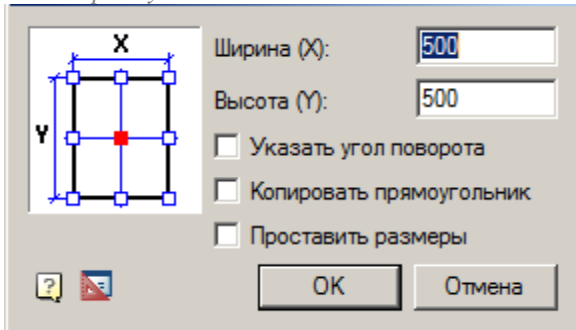 X
Y
Ширина (X):
500
Высота (Y):
500
Указать угол поворота
Копировать прямоугольник
Проставить размеры
?
OK
Отмена